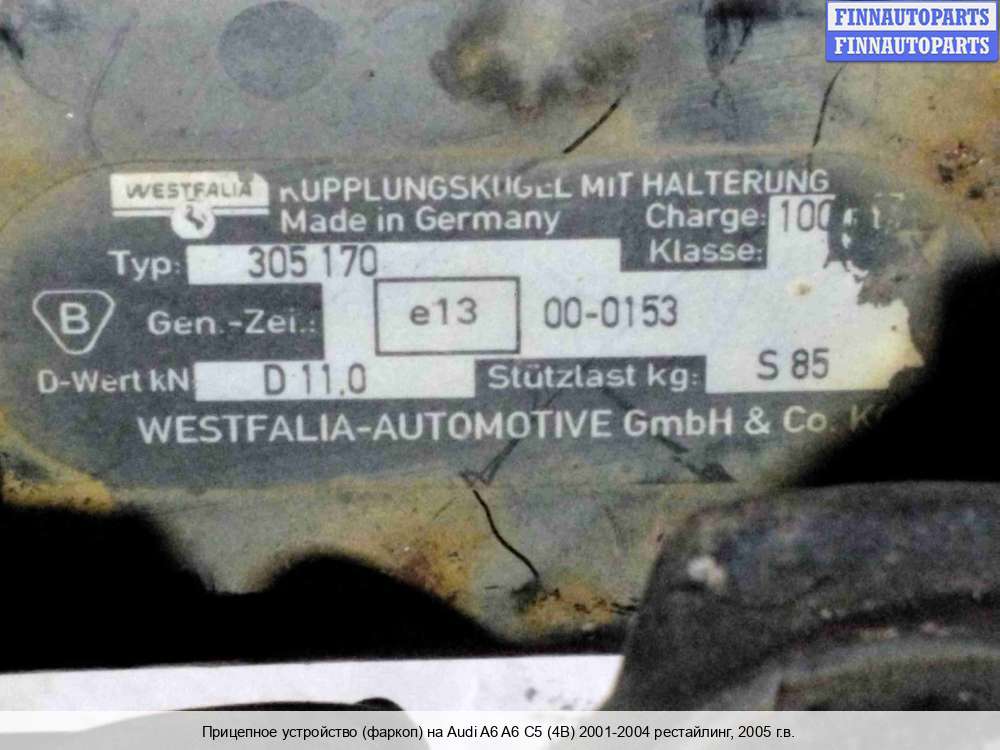 FINNAUTOPARTS
FINNAUTOPARTS
WESTFALIA KUPPLUNGSKUGEL MIT HALTERUNG
Made in Germany Charge:
Klasse:
Typ: 305 170
B Gen.-Zei.: e13 00-0153
D-Wert kN: D 11.0 Stützlast kg: S 85
WESTFALIA-AUTOMOTIVE GmbH & Co.
Прицепное устройство (фаркоп) на Audi A6 A6 C5 (4B) 2001-2004 рестайлинг, 2005 г.в.